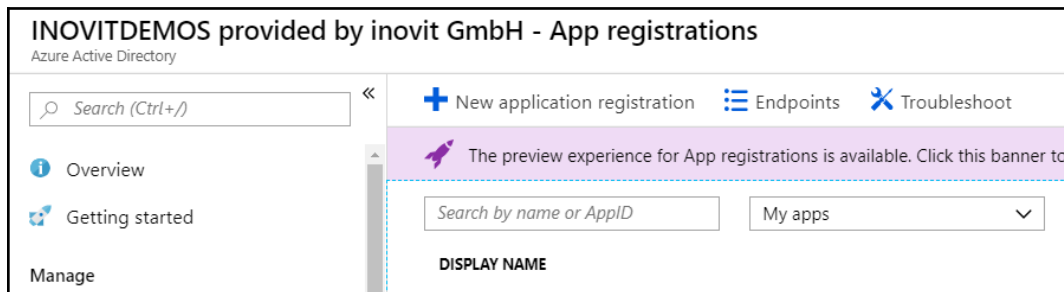 INOVITDEMOS provided by inovit GmbH - App registrations
Azure Active Directory
Search (Ctrl+/)
«
Overview
Getting started
Manage
New application registration
Endpoints
Troubleshoot
The preview experience for App registrations is available. Click this banner to
Search by name or AppID
My apps
DISPLAY NAME